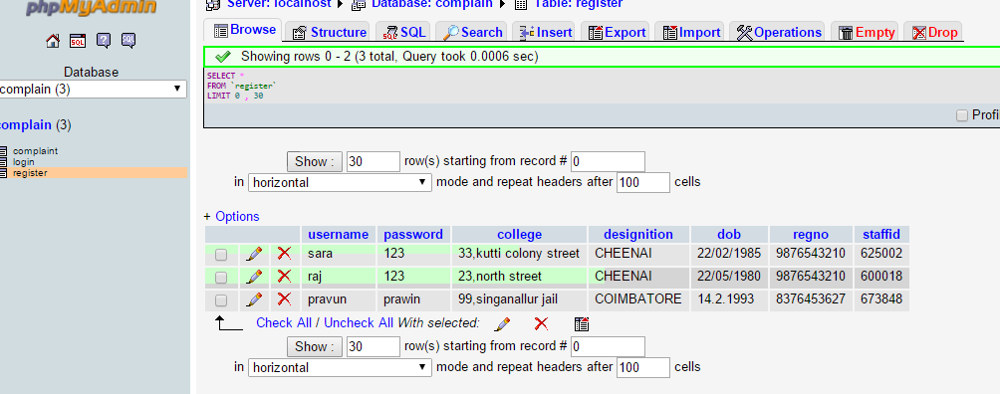 phpMyAdmin
Server: localhost Database: complain Table: register
Browse Structure SQL Search Insert Export Import Operations Empty Drop
SQL
Showing rows 0 - 2 (3 total, Query took 0.0006 sec)
Database
SELECT *
FROM `register`
LIMIT 0 , 30
complain (3)
Profi
complain (3)
complaint
login
register
Show : 30 row(s) starting from record # 0
in horizontal mode and repeat headers after 100 cells
+ Options
username password college designition dob regno staffid
sara 123 33,kutti colony street CHEENAI 22/02/1985 9876543210 625002
raj 123 23,north street CHEENAI 22/05/1980 9876543210 600018
pravun prawin 99,singanallur jail COIMBATORE 14.2.1993 8376453627 673848
Check All / Uncheck All With selected:
Show : 30 row(s) starting from record # 0
in horizontal mode and repeat headers after 100 cells